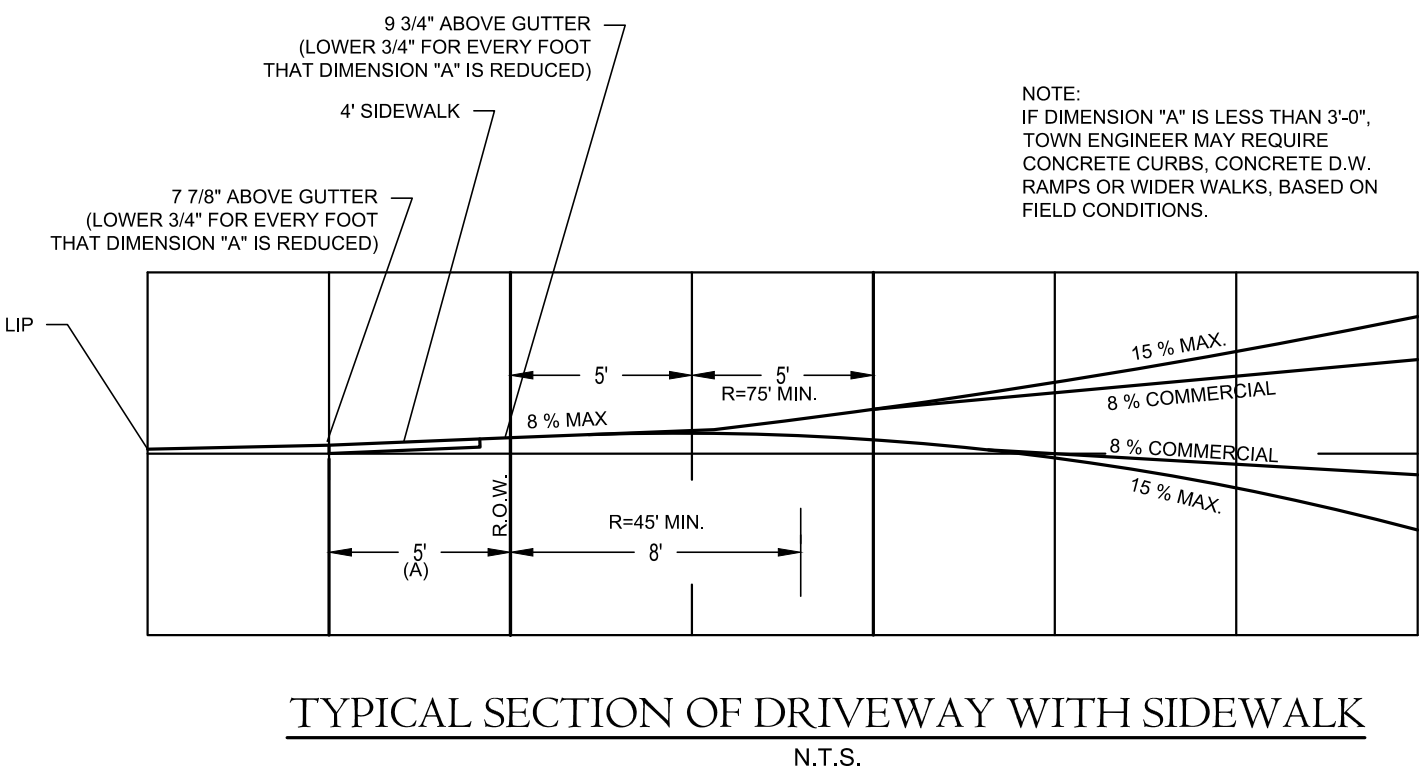 9 3/4" ABOVE GUTTER
(LOWER 3/4" FOR EVERY FOOT
THAT DIMENSION "A" IS REDUCED)
4' SIDEWALK
7 7/8" ABOVE GUTTER
(LOWER 3/4" FOR EVERY FOOT
THAT DIMENSION "A" IS REDUCED)
NOTE:
IF DIMENSION "A" IS LESS THAN 3'-0",
TOWN ENGINEER MAY REQUIRE
CONCRETE CURBS, CONCRETE D.W.
RAMPS OR WIDER WALKS, BASED ON
FIELD CONDITIONS.
LIP
5'
5'
R=75' MIN.
8 % MAX
15 % MAX.
8 % COMMERCIAL
8 % COMMERCIAL
15 % MAX.
R.O.W.
R=45' MIN.
5'
(A)
8'
TYPICAL SECTION OF DRIVEWAY WITH SIDEWALK
N.T.S.